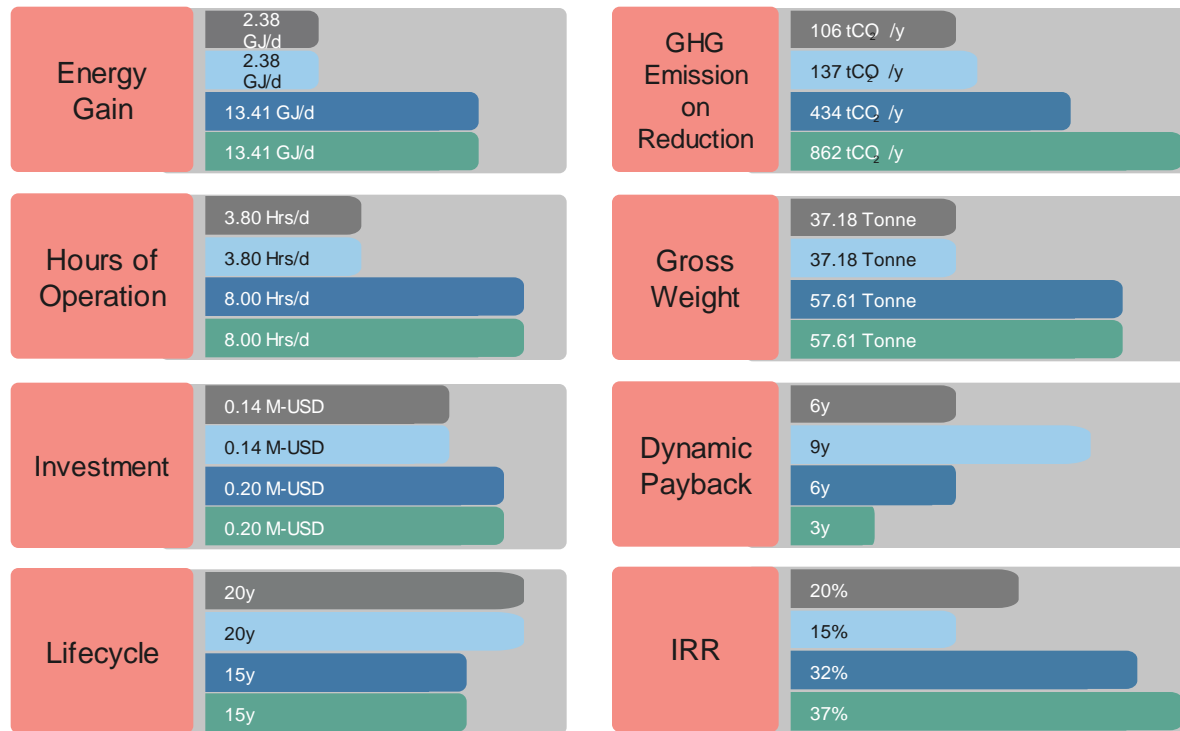 Energy
Gain
2.38
GJ/d
2.38
GJ/d
13.41 GJ/d
13.41 GJ/d
GHG
Emission
on
Reduction
106 tCO2 /y
137 tCO2 /y
434 tCO2 /y
862 tCO2 /y
Hours of
Operation
3.80 Hrs/d
3.80 Hrs/d
8.00 Hrs/d
8.00 Hrs/d
Gross
Weight
37.18 Tonne
37.18 Tonne
57.61 Tonne
57.61 Tonne
Investment
0.14 M-USD
0.14 M-USD
0.20 M-USD
0.20 M-USD
Dynamic
Payback
6y
9y
6y
3y
Lifecycle
20y
20y
15y
15y
IRR
20%
15%
32%
37%